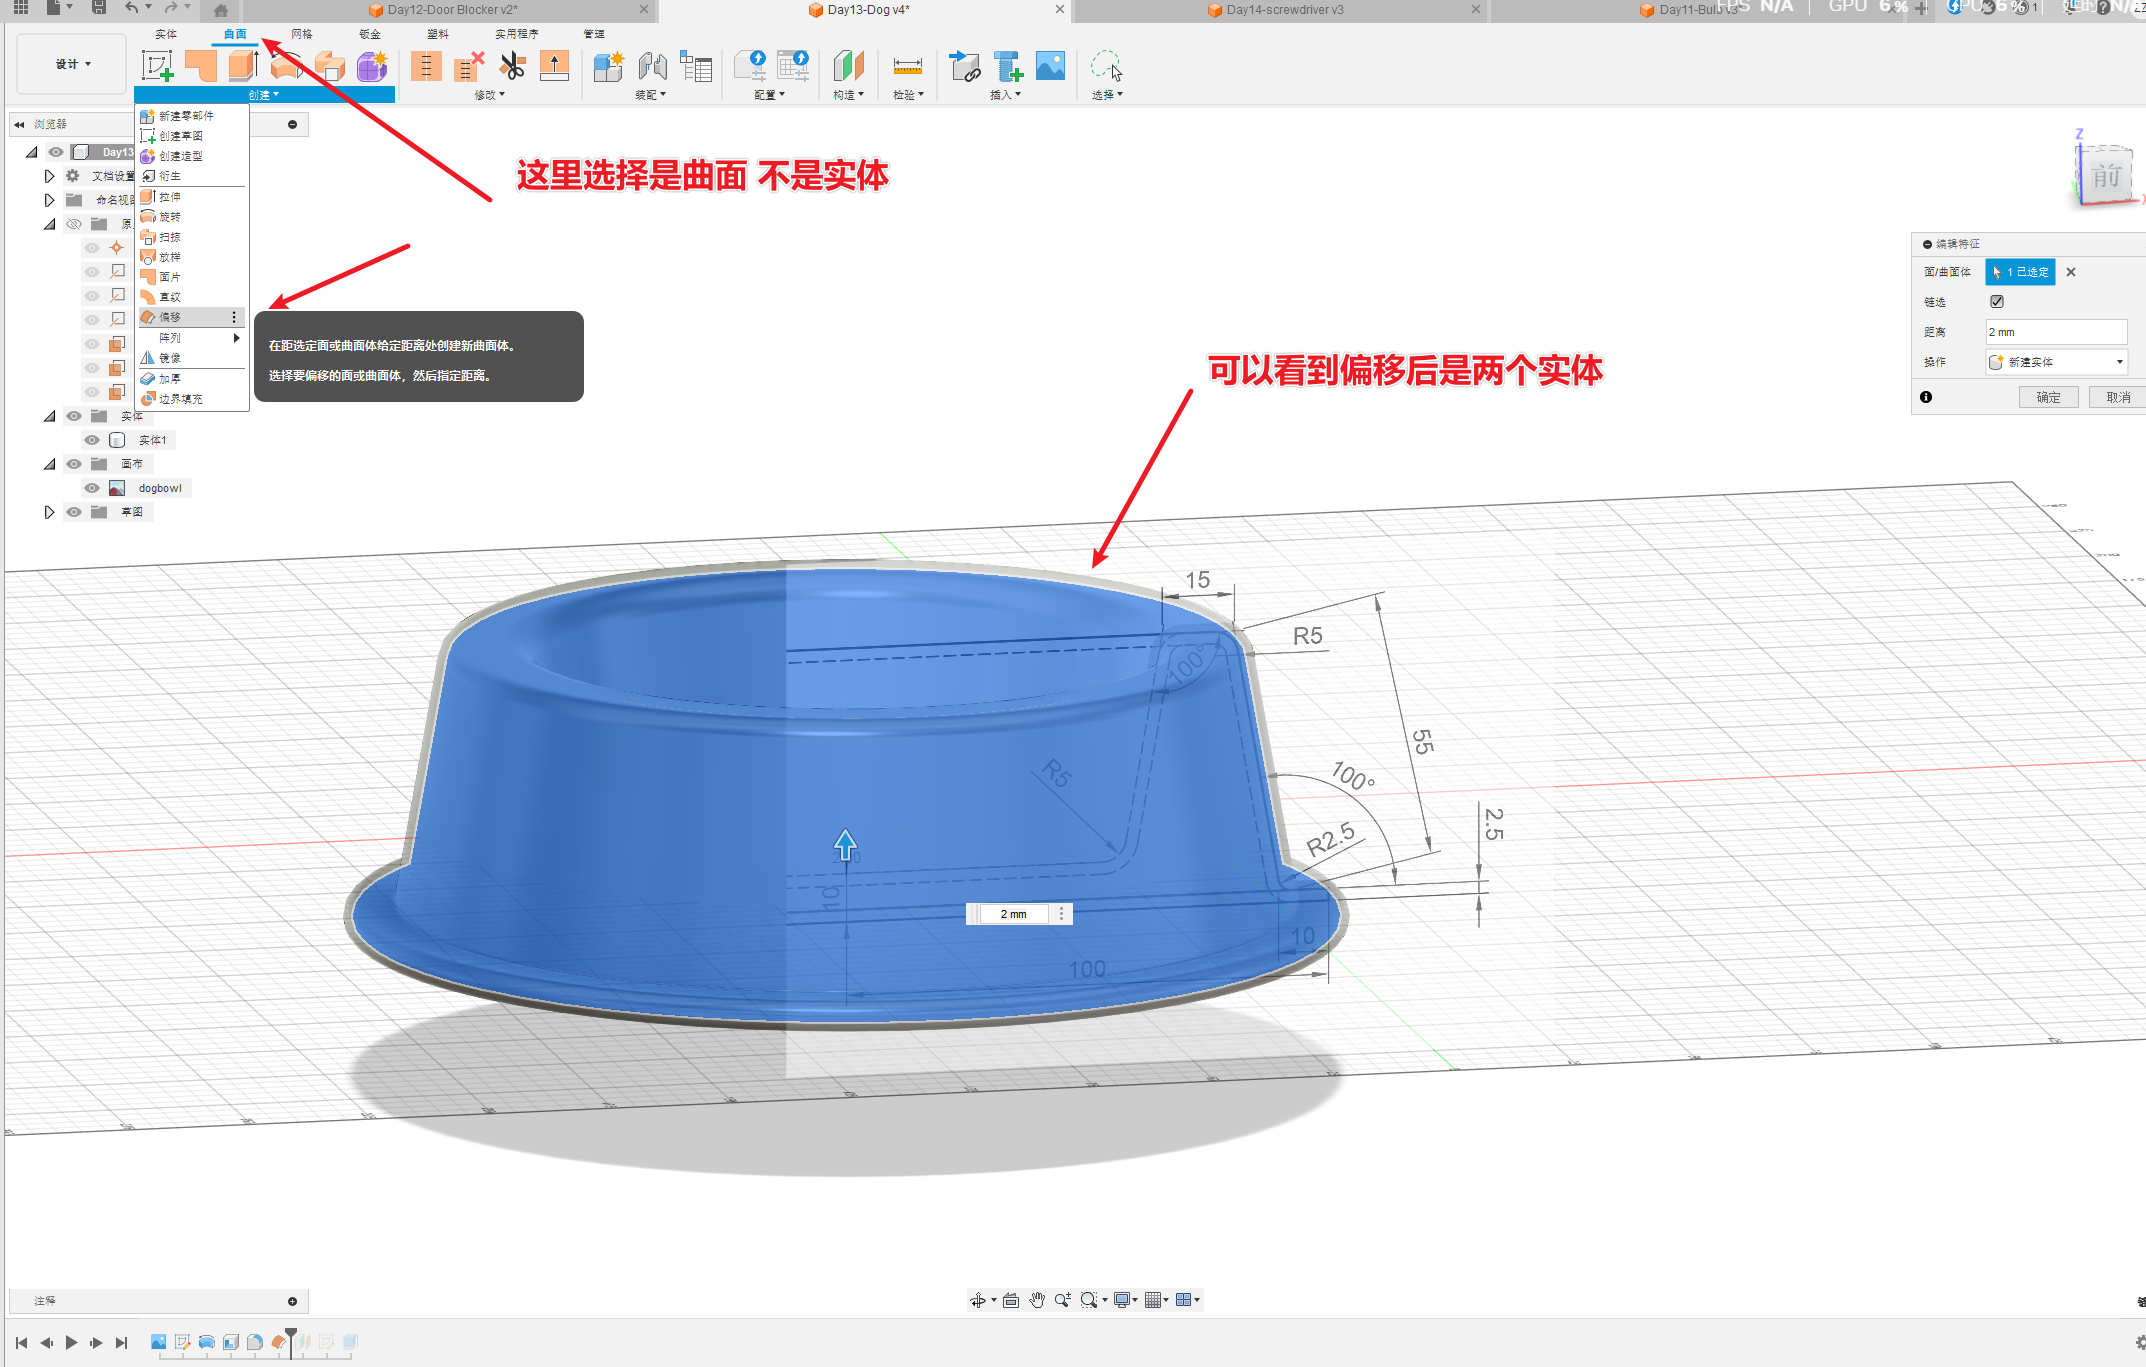 Day12-Door Blocker v2*
Day13-Dog v4*
Day14-screwdriver v3
Day11-Bulb v3
FPS N/A
GPU 6%
PU 6%
1
实体
曲面
网格
钣金
塑料
实用程序
管理
设计
创建
修改
装配
配置
构造
检验
插入
选择
浏览器
新建零部件
创建草图
创建造型
衍生
拉伸
旋转
扫掠
放样
面片
直纹
偏移
阵列
镜像
加厚
边界填充
Day13
文档设置
命名视图
实体
实体1
画布
dogbowl
草图
在距选定面或曲面体给定距离处创建新曲面体。
选择要偏移的面或曲面体，然后指定距离。
这里选择是曲面 不是实体
可以看到偏移后是两个实体
Z
前
X
编辑特征
面/曲面体
1 已选定
链选
距离
2 mm
操作
新建实体
确定
取消
15
R5
100°
55
R5
100°
R2.5
2.5
10
2 mm
10
100
注释